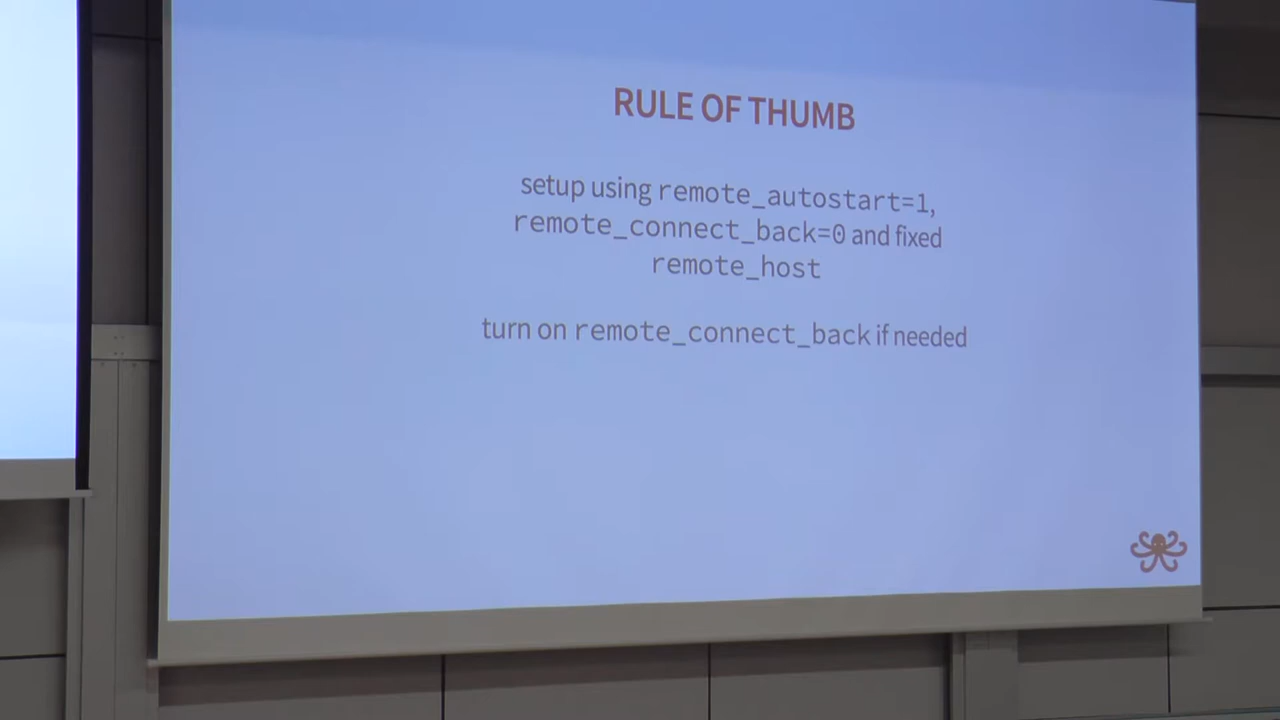 RULE OF THUMB
setup using remote_autostart=1,
remote_connect_back=0 and fixed
remote_host
turn on remote_connect_back if needed